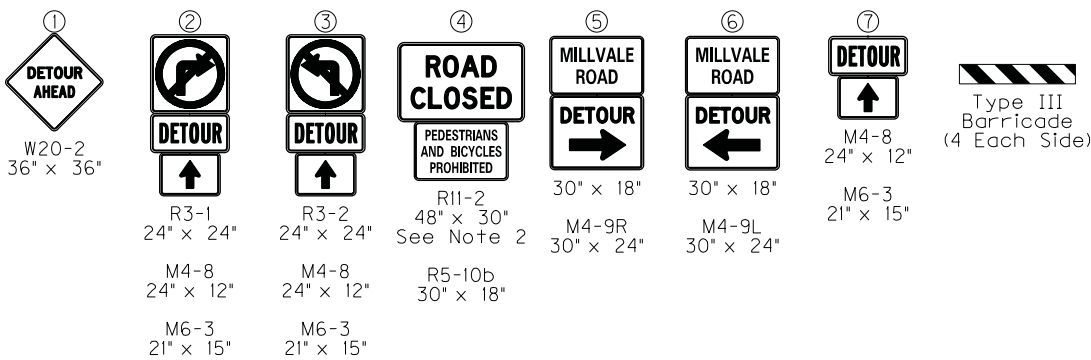 1
DETOUR
AHEAD
W20-2
36" x 36"
2
DETOUR
R3-1
24" x 24"
M4-8
24" x 12"
M6-3
21" x 15"
3
DETOUR
R3-2
24" x 24"
M4-8
24" x 12"
M6-3
21" x 15"
4
ROAD
CLOSED
PEDESTRIANS
AND BICYCLES
PROHIBITED
R11-2
48" x 30"
See Note 2
R5-10b
30" x 18"
5
MILLVALE
ROAD
DETOUR
30" x 18"
M4-9R
30" x 24"
6
MILLVALE
ROAD
DETOUR
30" x 18"
M4-9L
30" x 24"
7
DETOUR
M4-8
24" x 12"
M6-3
21" x 15"
Type III
Barricade
(4 Each Side)